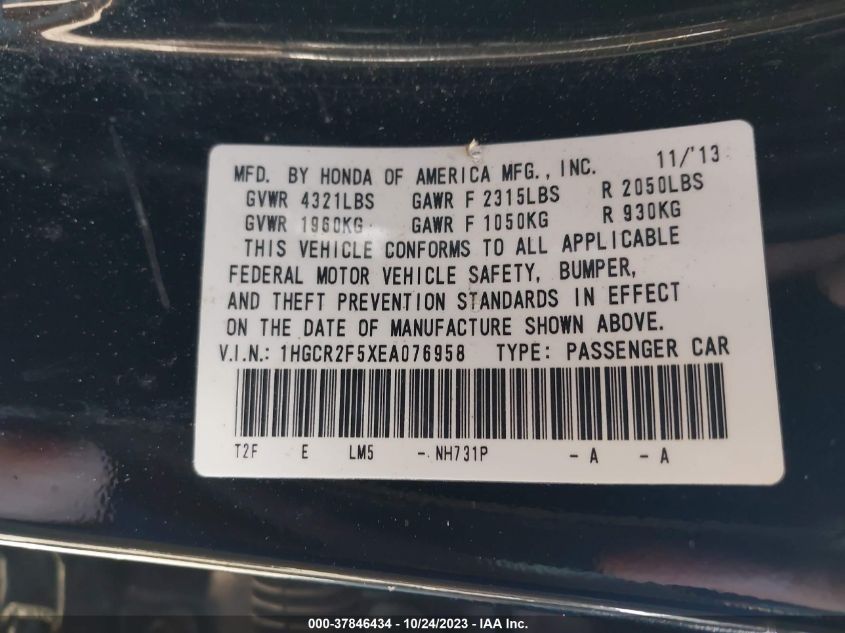 MFD. BY HONDA OF AMERICA MFG., INC. 11/'13
GVWR 4321LBS GAWR F 2315LBS R 2050LBS
GVWR 1960KG GAWR F 1050KG R 930KG
THIS VEHICLE CONFORMS TO ALL APPLICABLE
FEDERAL MOTOR VEHICLE SAFETY, BUMPER,
AND THEFT PREVENTION STANDARDS IN EFFECT
ON THE DATE OF MANUFACTURE SHOWN ABOVE.
V.I.N.: 1HGCR2F5XEA076958 TYPE: PASSENGER CAR
T2F E LM5 - NH731P - A - A
000-37846434 - 10/24/2023 - IAA Inc.